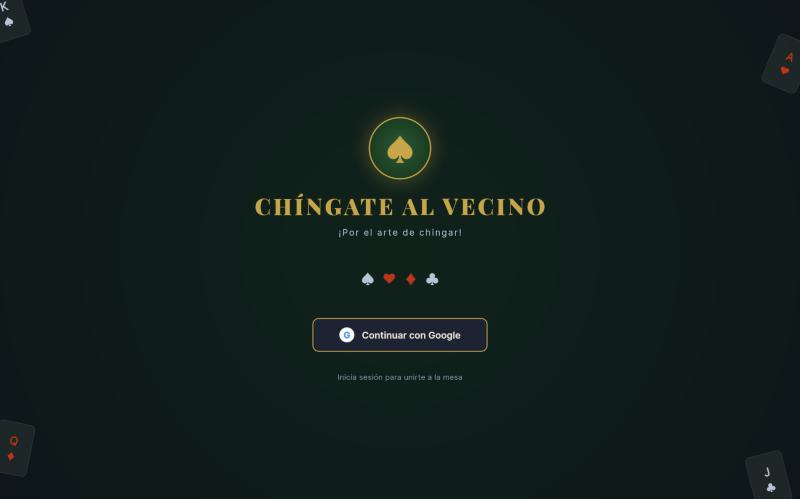 K
A
CHÍNGATE AL VECINO
¡Por el arte de chingar!
G Continuar con Google
Inicia sesión para unirte a la mesa
Q
J